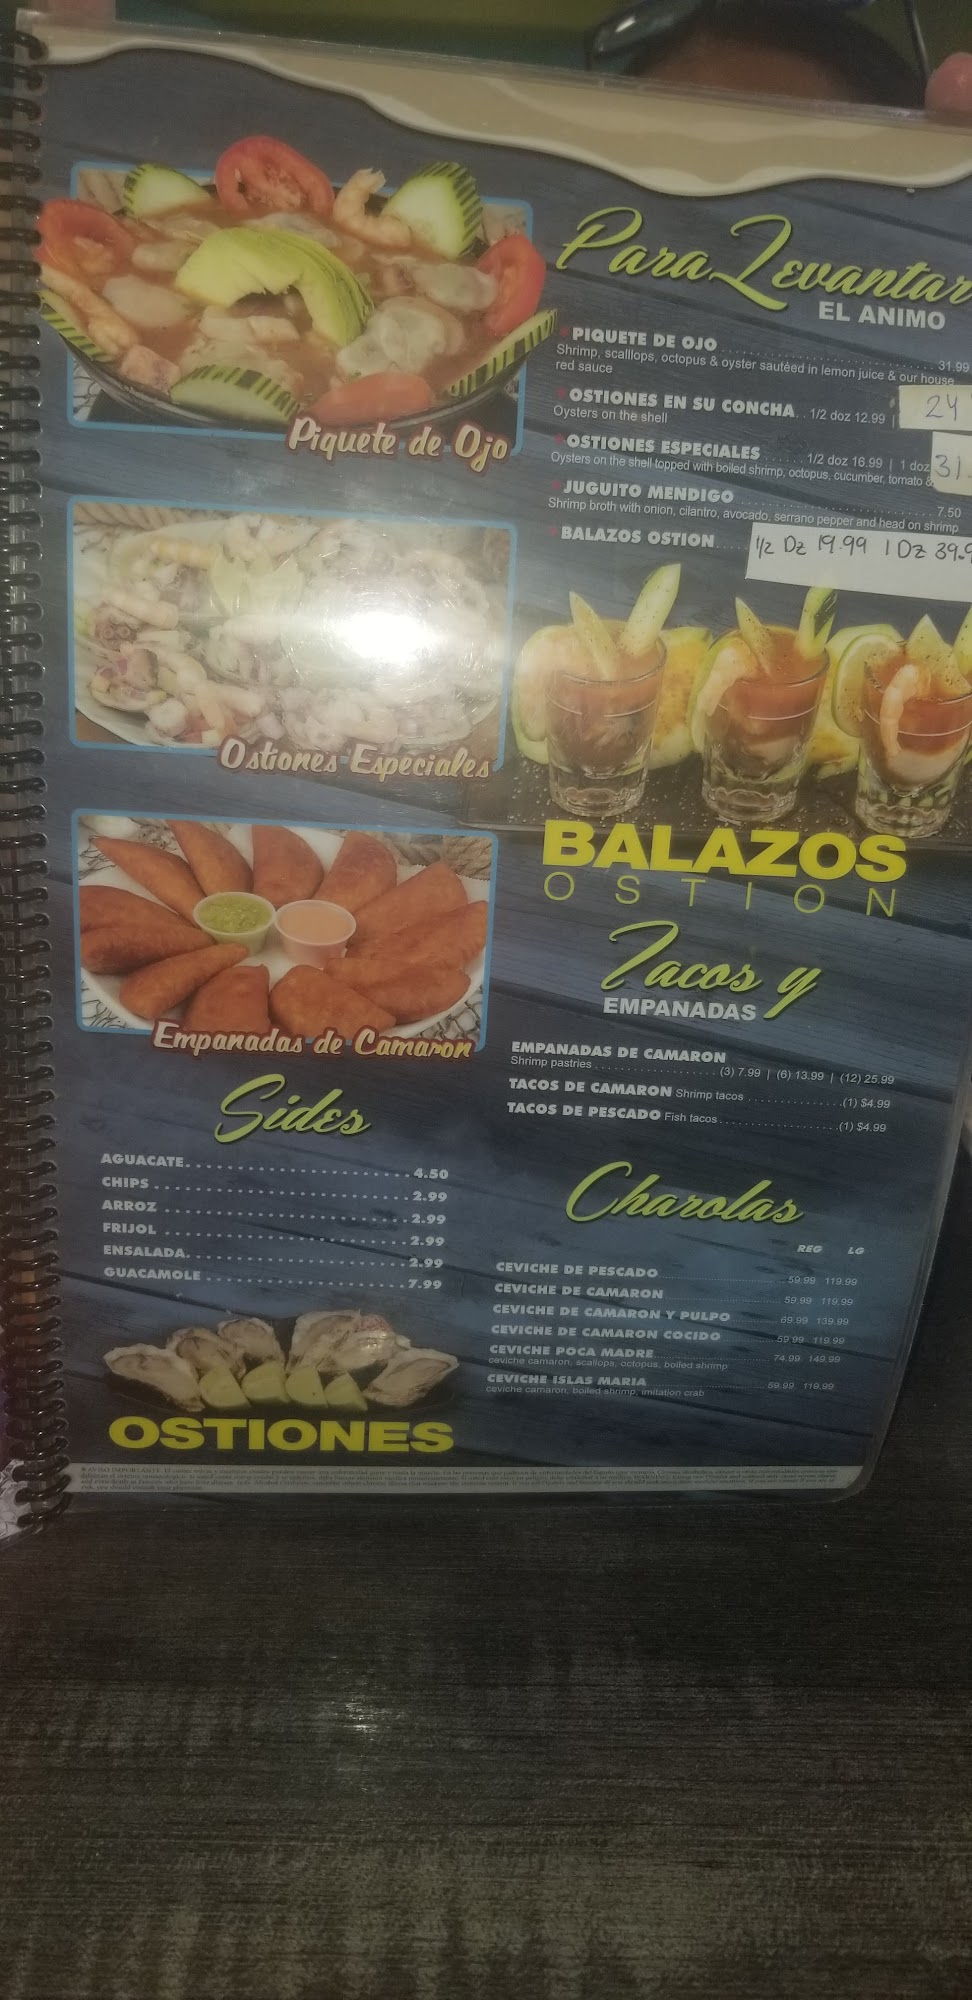 Piquete de Ojo
Ostiones Especiales
Empanadas de Camaron
Para Levantar
EL ANIMO
PIQUETE DE OJO 31.99
Shrimp, scalllops, octopus & oyster sautéed in lemon juice & our house
red sauce
OSTIONES EN SU CONCHA. . 1/2 doz 12.99 | 24
Oysters on the shell
OSTIONES ESPECIALES 1/2 doz 16.99 | 1 doz 31.
Oysters on the shell topped with boiled shrimp, octopus, cucumber, tomato &
JUGUITO MENDIGO 7.50
Shrimp broth with onion, cilantro, avocado, serrano pepper and head on shrimp
BALAZOS OSTION 1/2 Dz 19.99 1 Dz 39.9
BALAZOS
OSTION
Tacos y
EMPANADAS
EMPANADAS DE CAMARON
Shrimp pastries (3) 7.99 | (6) 13.99 | (12) 25.99
TACOS DE CAMARON Shrimp tacos (1) $4.99
TACOS DE PESCADO Fish tacos (1) $4.99
Sides
AGUACATE 4.50
CHIPS 2.99
ARROZ 2.99
FRIJOL 2.99
ENSALADA 2.99
GUACAMOLE 7.99
OSTIONES
Charolas
REG LG
CEVICHE DE PESCADO 59.99 119.99
CEVICHE DE CAMARON 59.99 119.99
CEVICHE DE CAMARON Y PULPO 69.99 139.99
CEVICHE DE CAMARON COCIDO 59.99 119.99
CEVICHE POCA MADRE 74.99 149.99
ceviche camaron, scallops, octopus, boiled shrimp
CEVICHE ISLAS MARIA 59.99 119.99
ceviche camaron, boiled shrimp, imitation crab